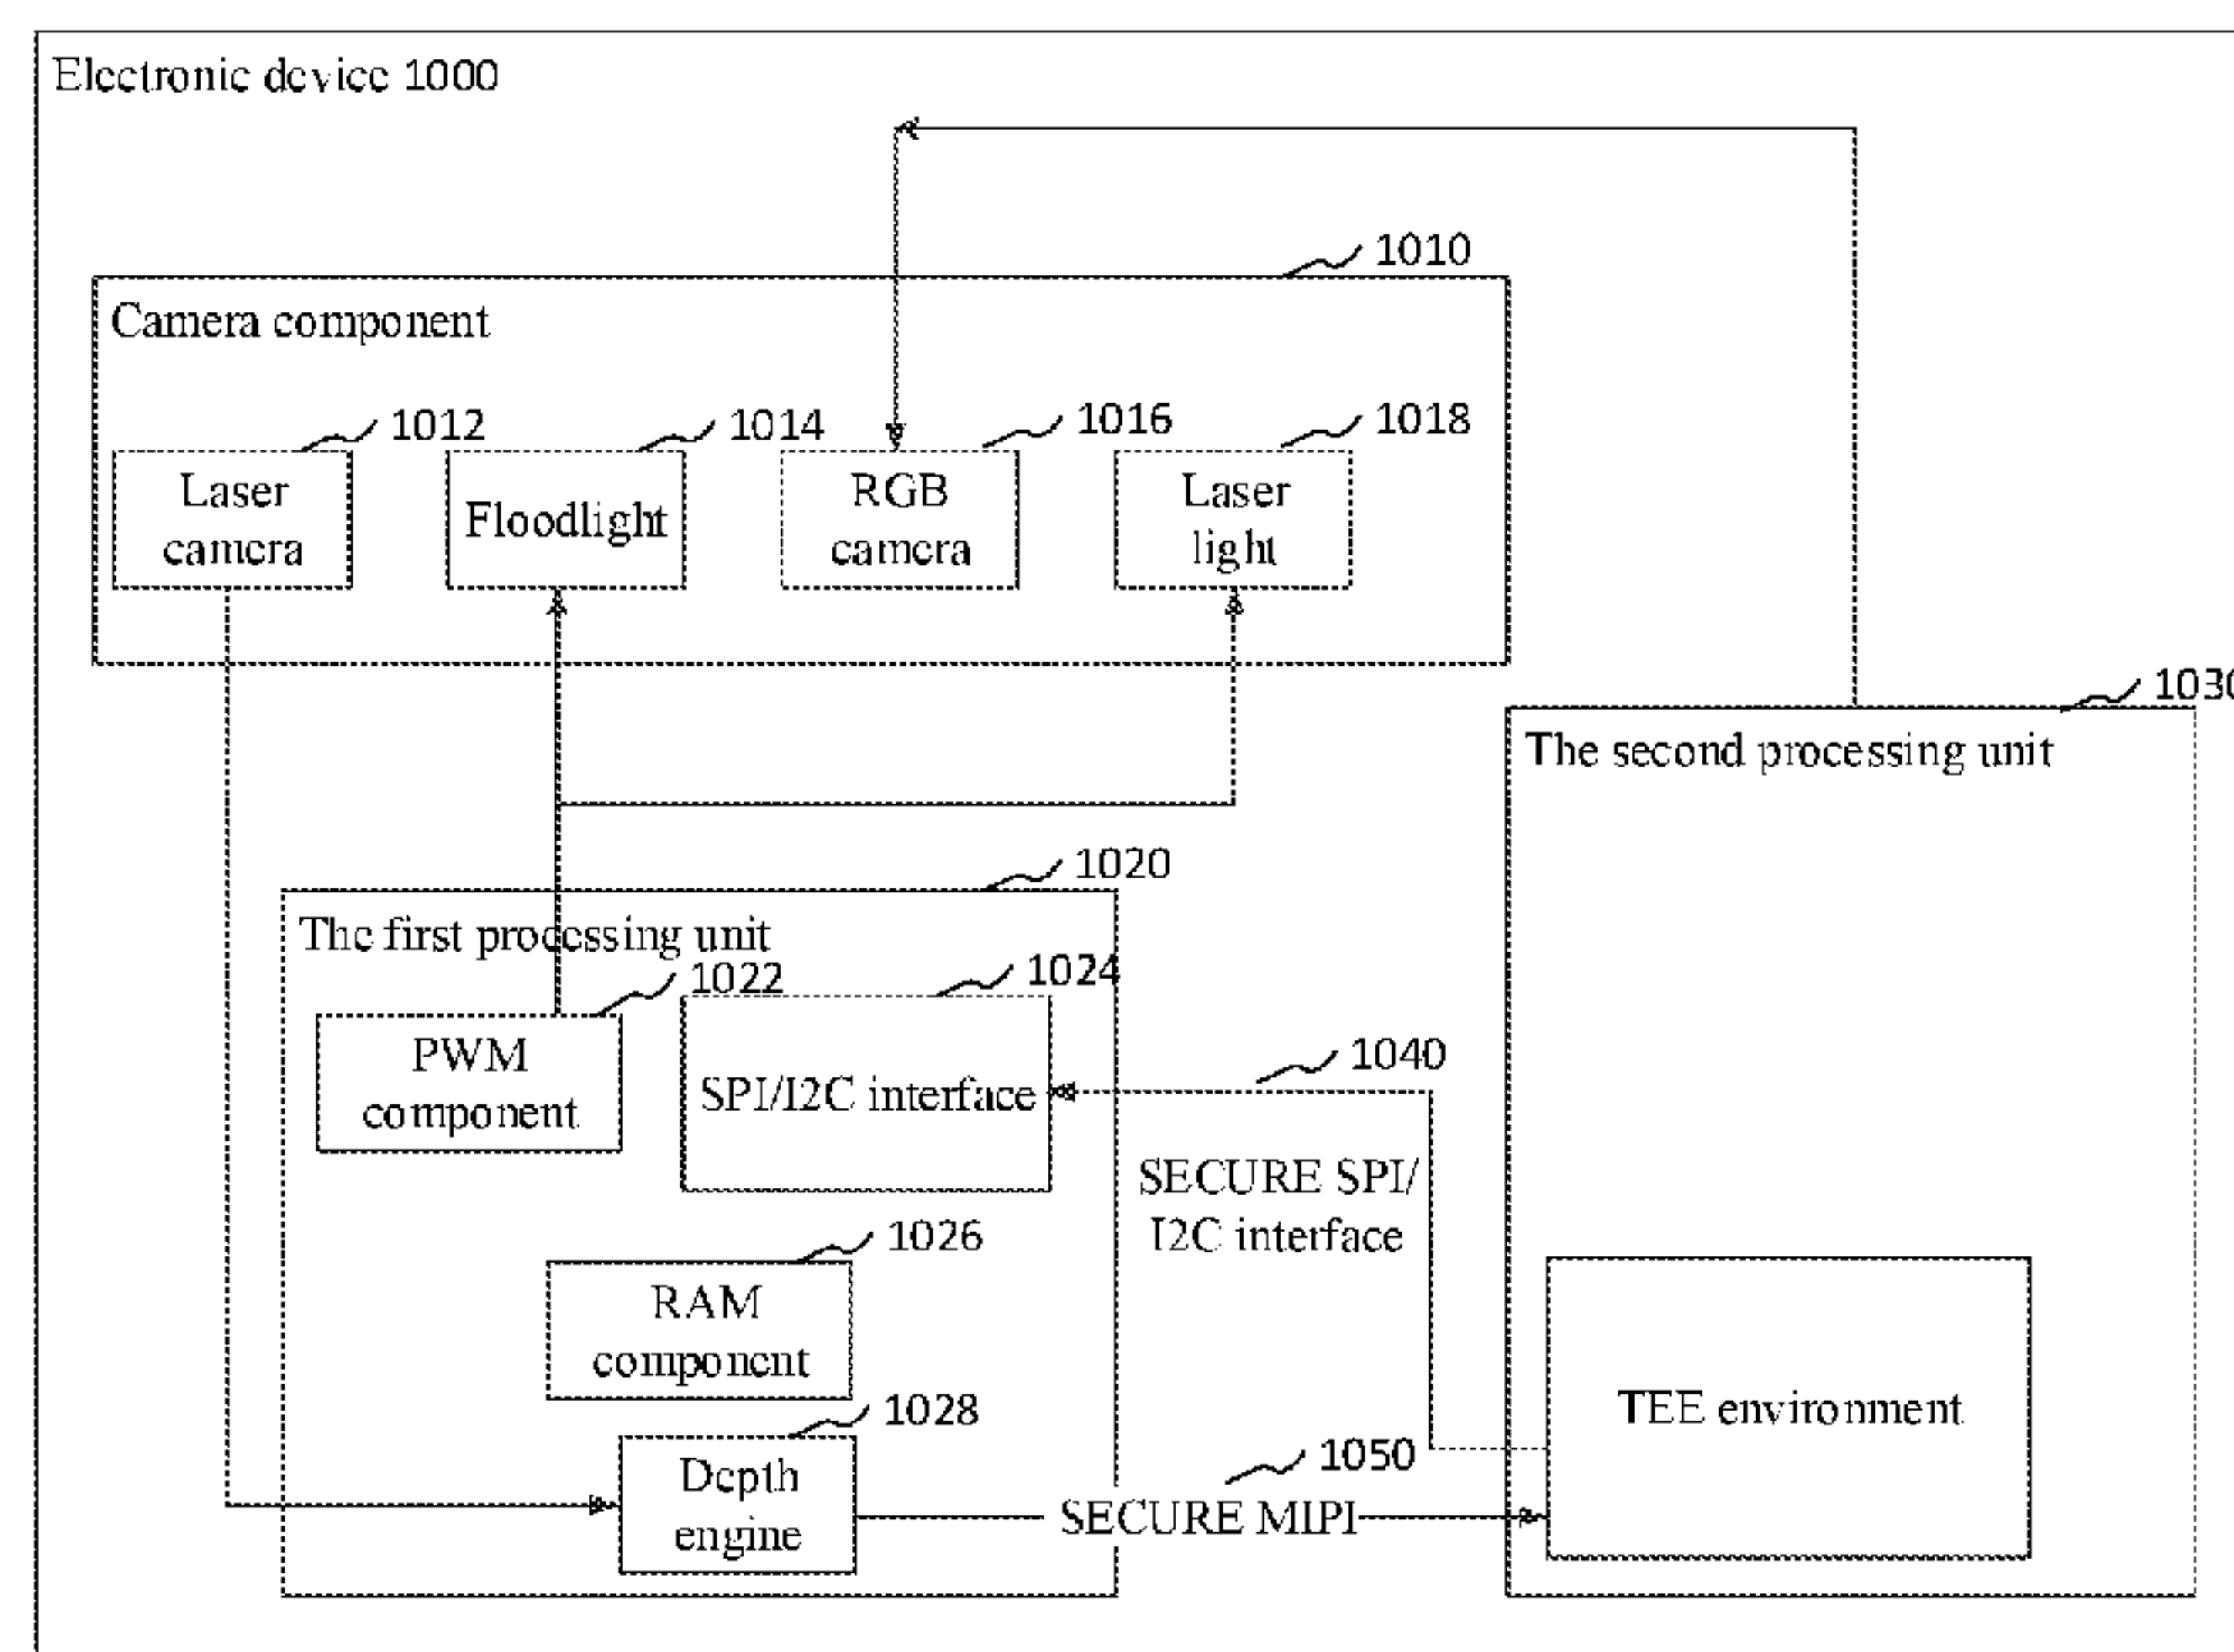 Electronic device 1000
1010
Camera component
1012
1014
1016
1018
Laser
camera
Floodlight
RGB
camera
Laser
light
1030
The second processing unit
1020
The first processing unit
1022
1024
PWM
component
SPI/I2C interface
1040
SECURE SPI/
I2C interface
1026
RAM
component
TEE environment
1028
1050
Depth
engine
SECURE MIPI